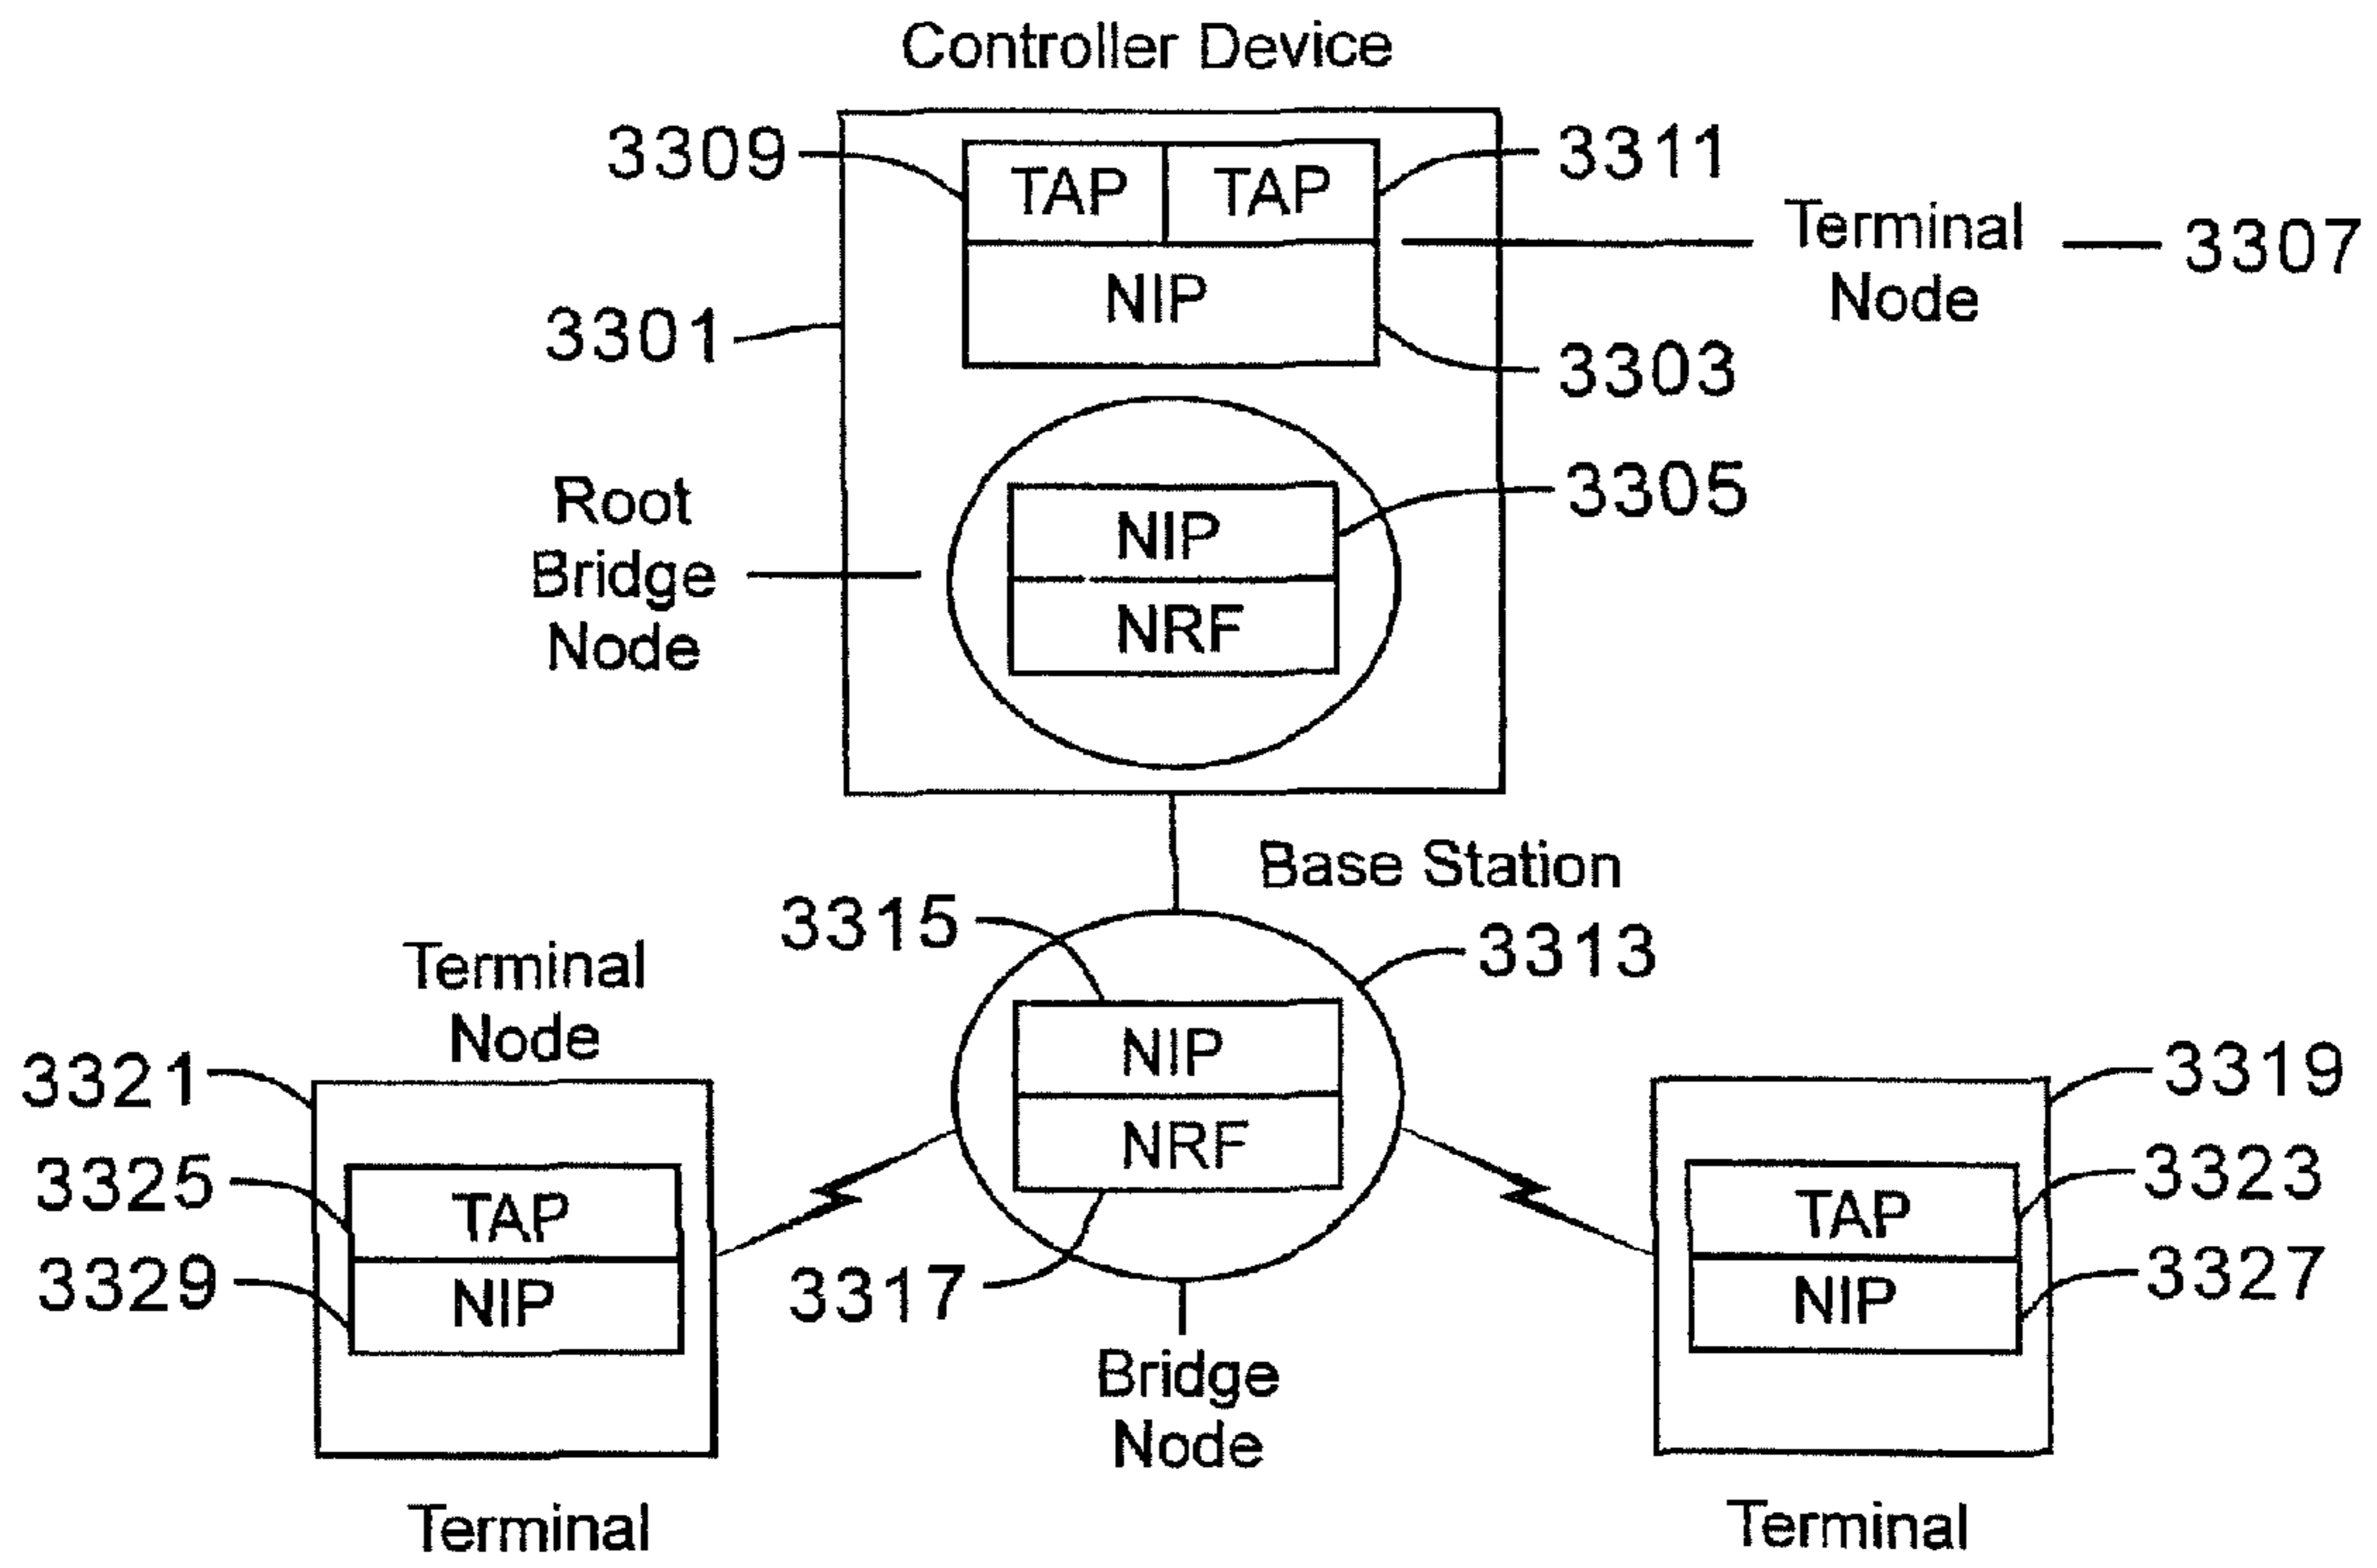 Controller Device
3309
TAP
TAP
3311
Terminal
Node
3307
NIP
3301
3303
Root
Bridge
Node
NIP
NRF
3305
Base Station
3315
3313
NIP
NRF
3317
Bridge
Node
Terminal
Node
3321
3325
TAP
3329
NIP
Terminal
3319
TAP
3323
NIP
3327
Terminal